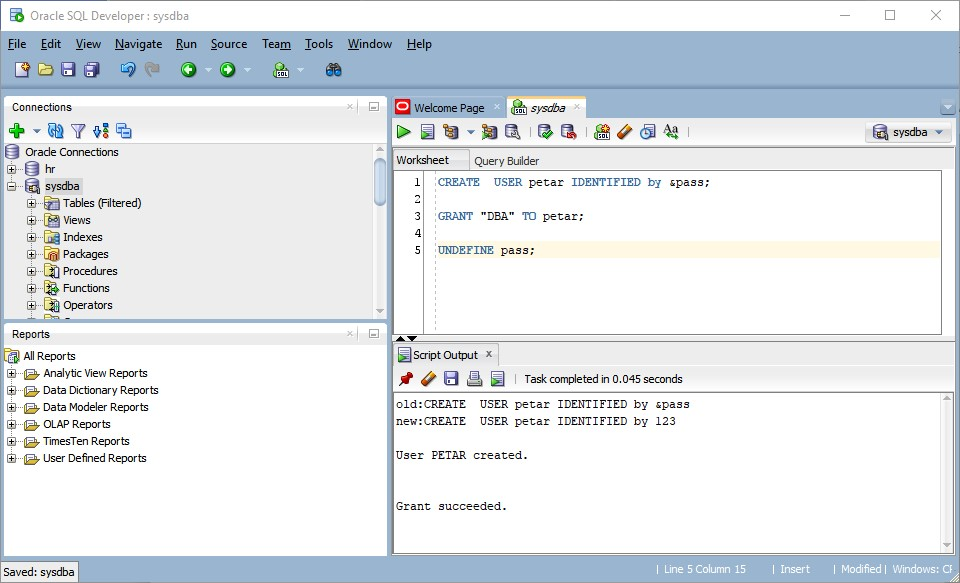 Oracle SQL Developer : sysdba
File Edit View Navigate Run Source Team Tools Window Help
Connections
Oracle Connections
hr
sysdba
Tables (Filtered)
Views
Indexes
Packages
Procedures
Functions
Operators
Reports
All Reports
Analytic View Reports
Data Dictionary Reports
Data Modeler Reports
OLAP Reports
TimesTen Reports
User Defined Reports
Welcome Page sysdba
SQL Aa sysdba
Worksheet Query Builder
1 CREATE  USER petar IDENTIFIED by &pass;
2
3 GRANT "DBA" TO petar;
4
5 UNDEFINE pass;
Script Output
Task completed in 0.045 seconds
old:CREATE  USER petar IDENTIFIED by &pass
new:CREATE  USER petar IDENTIFIED by 123
User PETAR created.
Grant succeeded.
Saved: sysdba
Line 5 Column 15 | Insert | Modified | Windows: